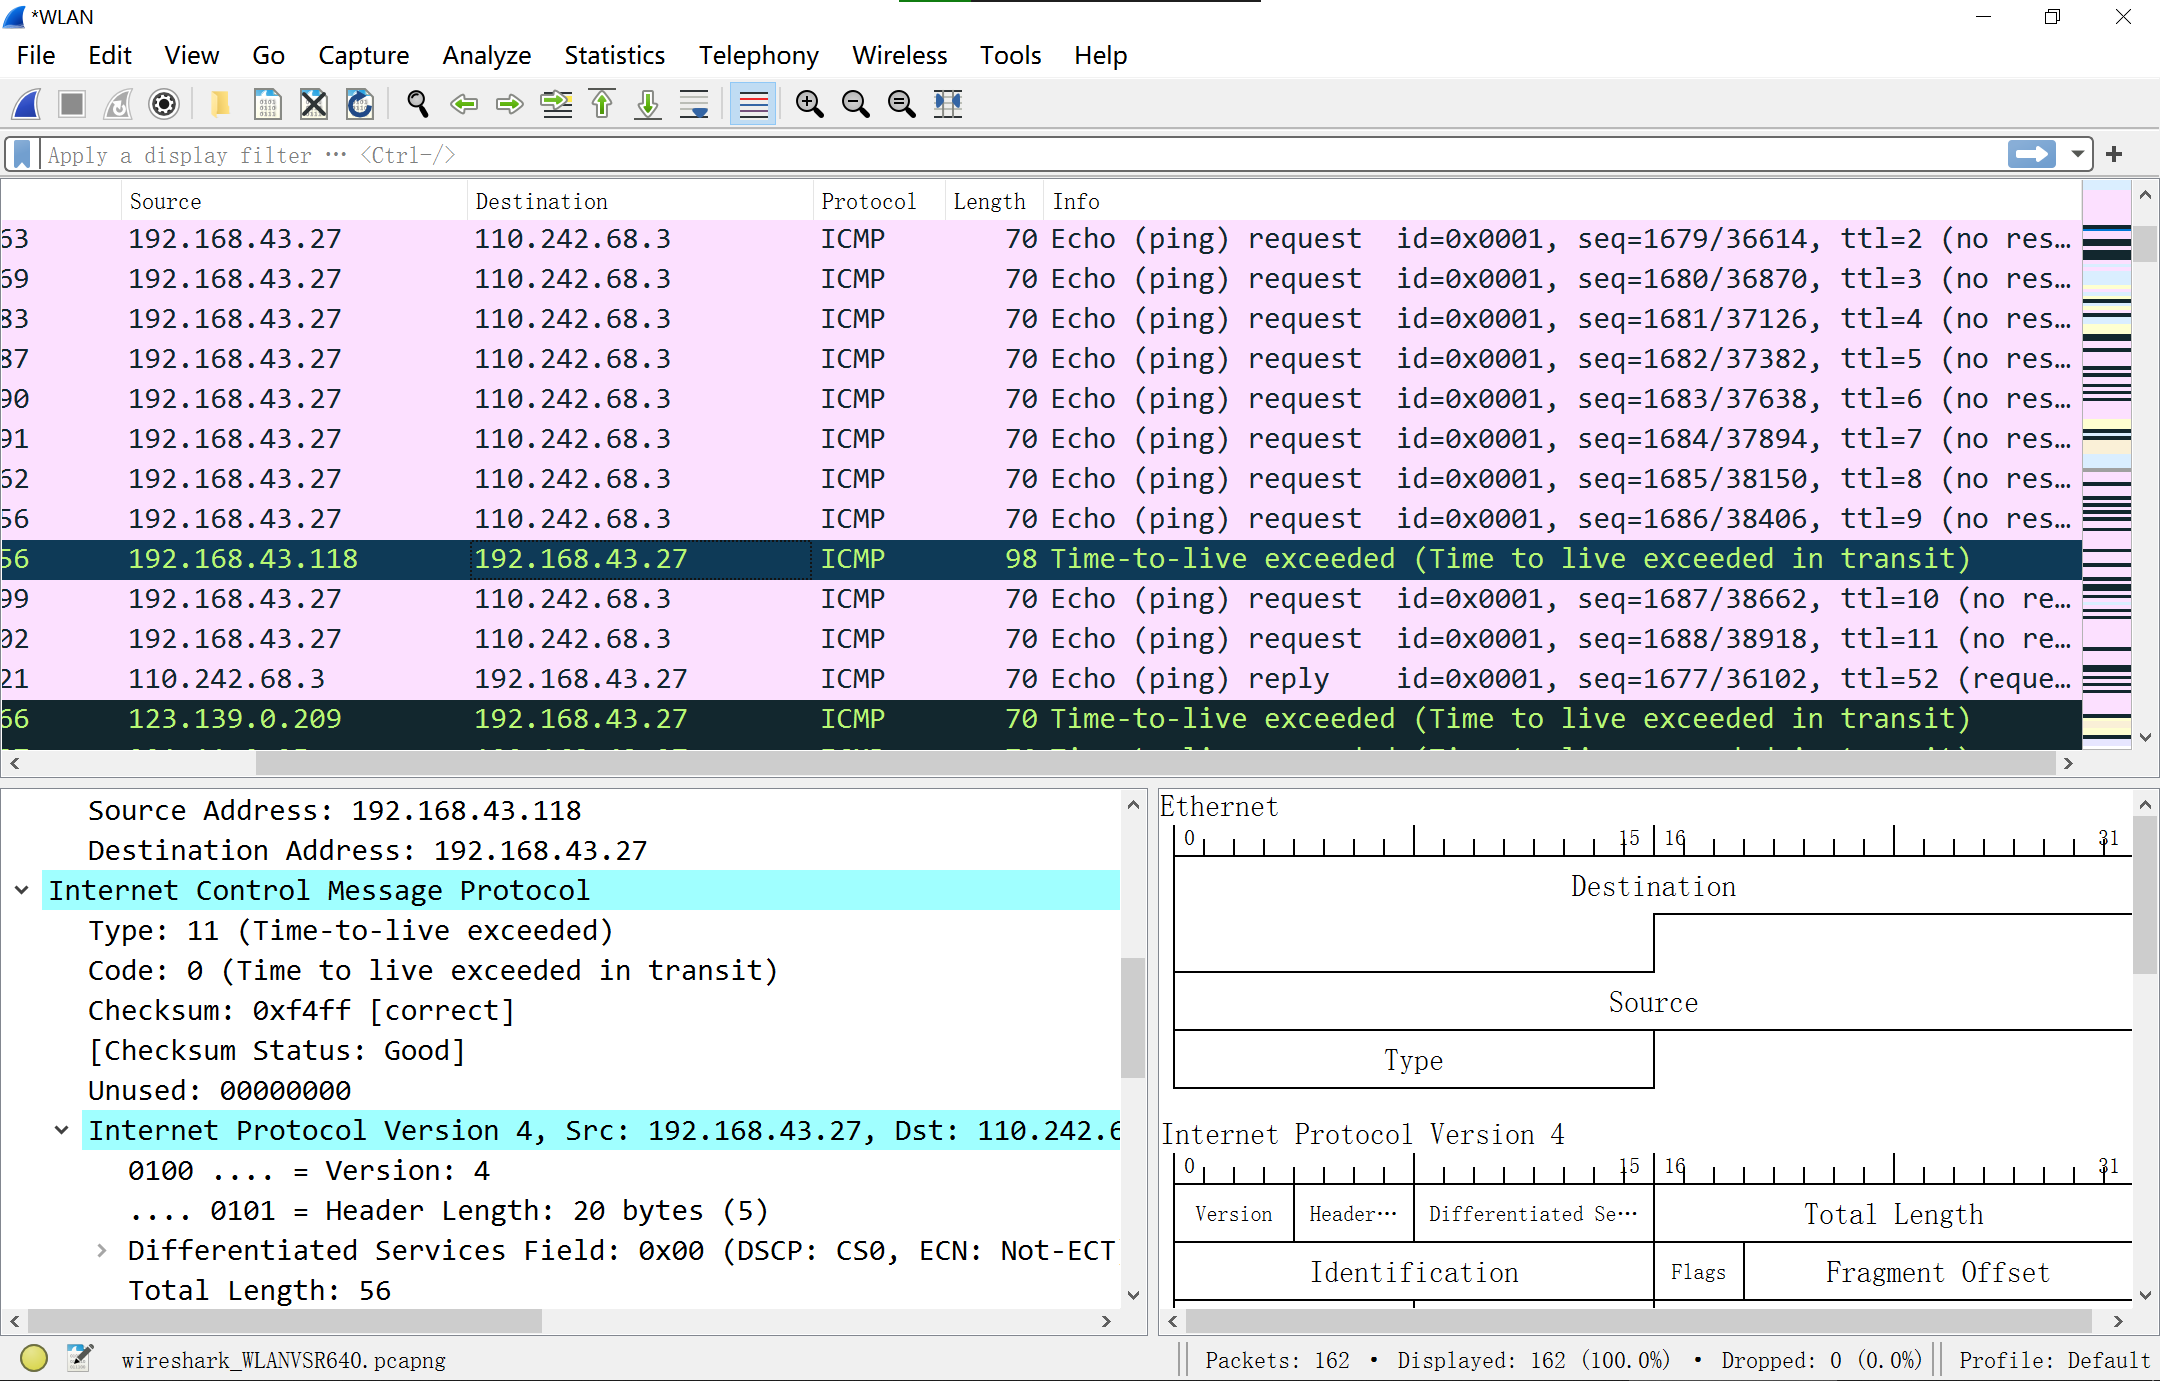 *WLAN
File Edit View Go Capture Analyze Statistics Telephony Wireless Tools Help
Apply a display filter … <Ctrl-/>
Source Destination Protocol Length Info
63 192.168.43.27 110.242.68.3 ICMP 70 Echo (ping) request id=0x0001, seq=1679/36614, ttl=2 (no res…
69 192.168.43.27 110.242.68.3 ICMP 70 Echo (ping) request id=0x0001, seq=1680/36870, ttl=3 (no res…
83 192.168.43.27 110.242.68.3 ICMP 70 Echo (ping) request id=0x0001, seq=1681/37126, ttl=4 (no res…
87 192.168.43.27 110.242.68.3 ICMP 70 Echo (ping) request id=0x0001, seq=1682/37382, ttl=5 (no res…
90 192.168.43.27 110.242.68.3 ICMP 70 Echo (ping) request id=0x0001, seq=1683/37638, ttl=6 (no res…
91 192.168.43.27 110.242.68.3 ICMP 70 Echo (ping) request id=0x0001, seq=1684/37894, ttl=7 (no res…
62 192.168.43.27 110.242.68.3 ICMP 70 Echo (ping) request id=0x0001, seq=1685/38150, ttl=8 (no res…
56 192.168.43.27 110.242.68.3 ICMP 70 Echo (ping) request id=0x0001, seq=1686/38406, ttl=9 (no res…
56 192.168.43.118 192.168.43.27 ICMP 98 Time-to-live exceeded (Time to live exceeded in transit)
99 192.168.43.27 110.242.68.3 ICMP 70 Echo (ping) request id=0x0001, seq=1687/38662, ttl=10 (no re…
02 192.168.43.27 110.242.68.3 ICMP 70 Echo (ping) request id=0x0001, seq=1688/38918, ttl=11 (no re…
21 110.242.68.3 192.168.43.27 ICMP 70 Echo (ping) reply id=0x0001, seq=1677/36102, ttl=52 (reque…
66 123.139.0.209 192.168.43.27 ICMP 70 Time-to-live exceeded (Time to live exceeded in transit)
Source Address: 192.168.43.118
Destination Address: 192.168.43.27
Internet Control Message Protocol
Type: 11 (Time-to-live exceeded)
Code: 0 (Time to live exceeded in transit)
Checksum: 0xf4ff [correct]
[Checksum Status: Good]
Unused: 00000000
Internet Protocol Version 4, Src: 192.168.43.27, Dst: 110.242.6
0100 .... = Version: 4
.... 0101 = Header Length: 20 bytes (5)
Differentiated Services Field: 0x00 (DSCP: CS0, ECN: Not-ECT
Total Length: 56
Ethernet
0 15 16 31
Destination
Source
Type
Internet Protocol Version 4
0 15 16 31
Version Header… Differentiated Se… Total Length
Identification Flags Fragment Offset
wireshark_WLANVSR640.pcapng Packets: 162 · Displayed: 162 (100.0%) · Dropped: 0 (0.0%) Profile: Default